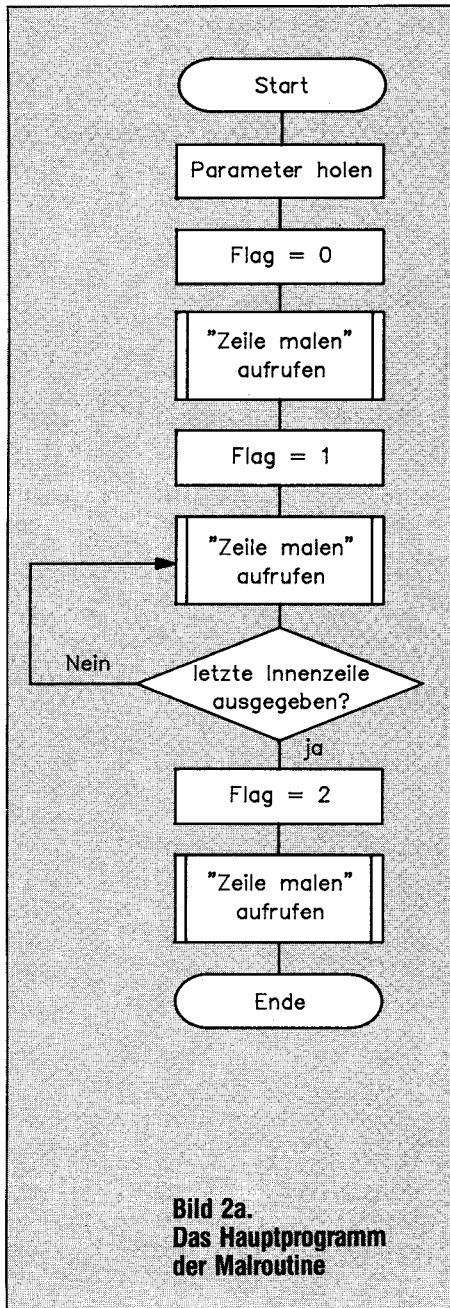 Start
Parameter holen
Flag = 0
"Zeile malen"
aufrufen
Flag = 1
"Zeile malen"
aufrufen
Nein
letzte Innenzeile
ausgegeben?
ja
Flag = 2
"Zeile malen"
aufrufen
Ende
Bild 2a.
Das Hauptprogramm
der Malroutine